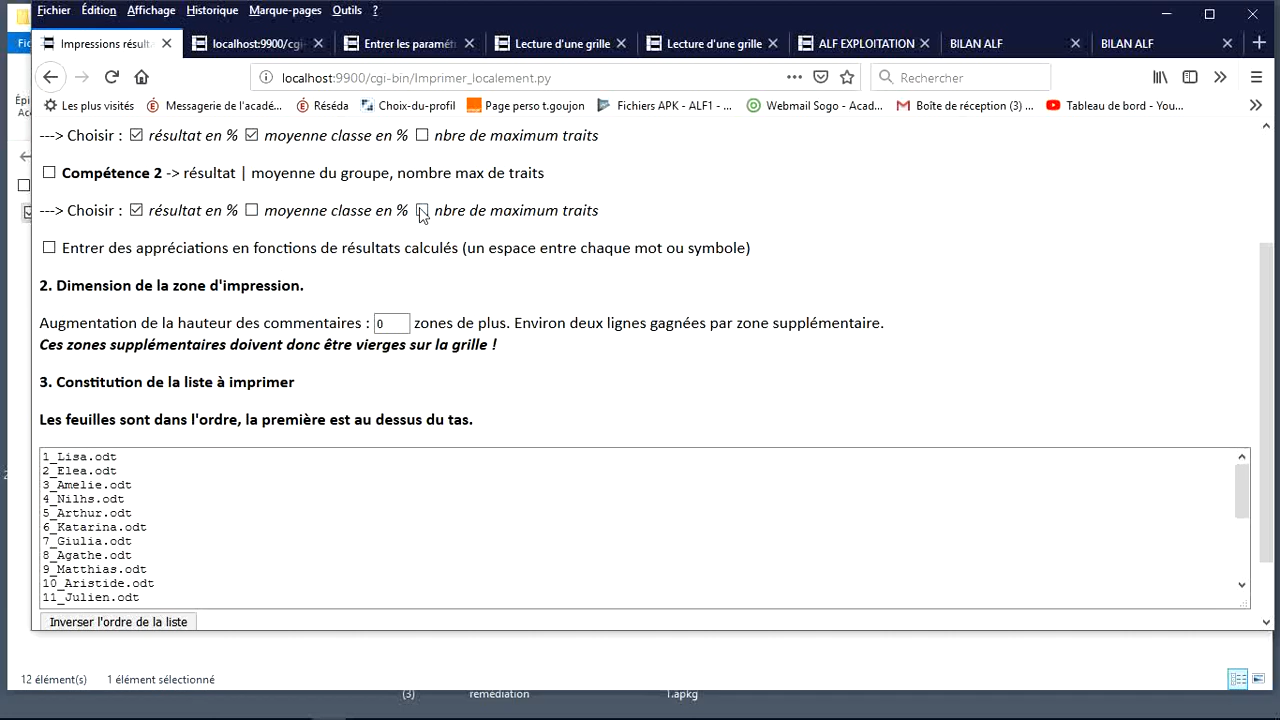 Fichier Édition Affichage Historique Marque-pages Outils ?
Impressions résulta
localhost:9900/cgi-
Entrer les paramét
Lecture d'une grille
Lecture d'une grille
ALF EXPLOITATION
BILAN ALF
BILAN ALF
localhost:9900/cgi-bin/Imprimer_localement.py
Rechercher
Les plus visités
Messagerie de l'acadé...
Réséda
Choix-du-profil
Page perso t.goujon
Fichiers APK - ALF1 - ...
Webmail Sogo - Acad...
Boîte de réception (3) ...
Tableau de bord - You...
---> Choisir : résultat en % moyenne classe en % nbre de maximum traits
Compétence 2 -> résultat | moyenne du groupe, nombre max de traits
---> Choisir : résultat en % moyenne classe en % nbre de maximum traits
Entrer des appréciations en fonctions de résultats calculés (un espace entre chaque mot ou symbole)
2. Dimension de la zone d'impression.
Augmentation de la hauteur des commentaires : 0 zones de plus. Environ deux lignes gagnées par zone supplémentaire.
Ces zones supplémentaires doivent donc être vierges sur la grille !
3. Constitution de la liste à imprimer
Les feuilles sont dans l'ordre, la première est au dessus du tas.
1_Lisa.odt
2_Elea.odt
3_Amelie.odt
4_Nilhs.odt
5_Arthur.odt
6_Katarina.odt
7_Giulia.odt
8_Agathe.odt
9_Matthias.odt
10_Aristide.odt
11_Julien.odt
Inverser l'ordre de la liste
12 élément(s) 1 élément sélectionné
(3) remediation 1.apkg